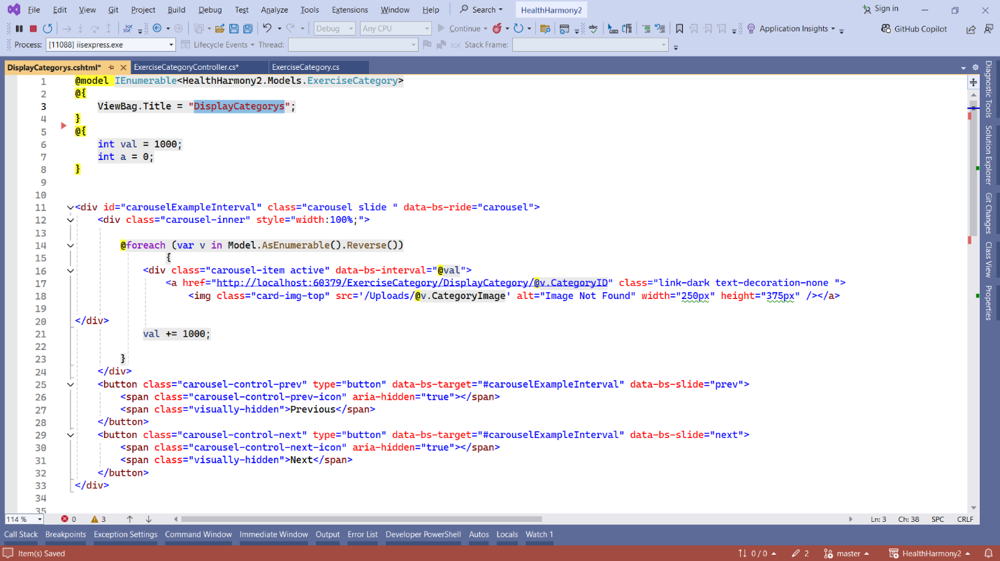 File Edit View Git Project Build Debug Test Analyze Tools Extensions Window Help Search HealthHarmony2 Sign in
Debug Any CPU Continue Application Insights GitHub Copilot
Process: [11088] iisexpress.exe Lifecycle Events Thread: Stack Frame:
DisplayCategorys.cshtml* ExerciseCategoryController.cs* ExerciseCategory.cs
1 @model IEnumerable<HealthHarmony2.Models.ExerciseCategory>
2 @{
3 ViewBag.Title = "DisplayCategorys";
4 }
5 @{
6 int val = 1000;
7 int a = 0;
8 }
9
10
11 <div id="carouselExampleInterval" class="carousel slide " data-bs-ride="carousel">
12 <div class="carousel-inner" style="width:100%;">
13
14 @foreach (var v in Model.AsEnumerable().Reverse())
15 {
16 <div class="carousel-item active" data-bs-interval="@val">
17 <a href="http://localhost:60379/ExerciseCategory/DisplayCategory/@v.CategoryID" class="link-dark text-decoration-none ">
18 <img class="card-img-top" src='/Uploads/@v.CategoryImage' alt="Image Not Found" width="250px" height="375px" /></a>
19
20 </div>
21 val += 1000;
22
23 }
24 </div>
25 <button class="carousel-control-prev" type="button" data-bs-target="#carouselExampleInterval" data-bs-slide="prev">
26 <span class="carousel-control-prev-icon" aria-hidden="true"></span>
27 <span class="visually-hidden">Previous</span>
28 </button>
29 <button class="carousel-control-next" type="button" data-bs-target="#carouselExampleInterval" data-bs-slide="next">
30 <span class="carousel-control-next-icon" aria-hidden="true"></span>
31 <span class="visually-hidden">Next</span>
32 </button>
33 </div>
34
35
Diagnostic Tools
Solution Explorer
Git Changes
Class View
Properties
114 % 0 3 Ln: 3 Ch: 38 SPC CRLF
Call Stack Breakpoints Exception Settings Command Window Immediate Window Output Error List Developer PowerShell Autos Locals Watch 1
Item(s) Saved 0 / 0 2 master HealthHarmony2